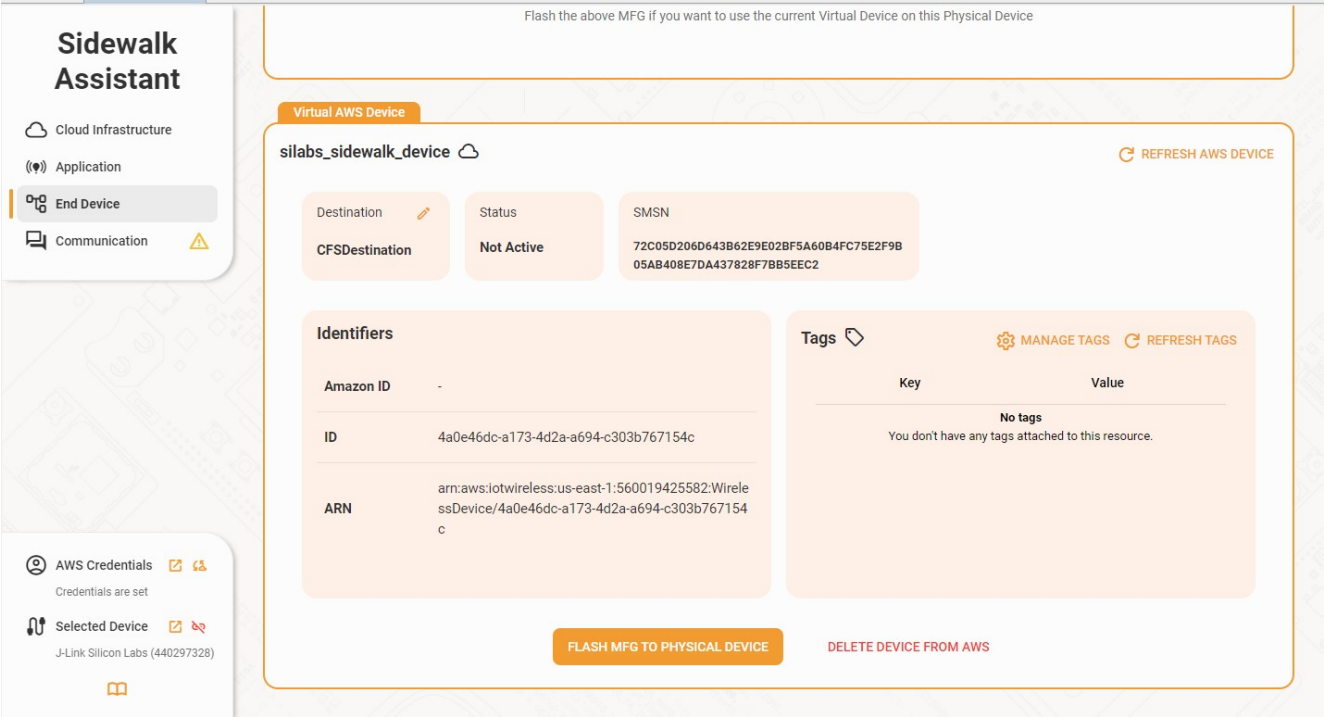 Sidewalk
Assistant
Cloud Infrastructure
Application
End Device
Communication
AWS Credentials
Credentials are set
Selected Device
J-Link Silicon Labs (440297328)
Flash the above MFG if you want to use the current Virtual Device on this Physical Device
Virtual AWS Device
silabs_sidewalk_device
REFRESH AWS DEVICE
Destination
CFSDestination
Status
Not Active
SMSN
72C05D206D643B62E9E02BF5A60B4FC75E2F9B
05AB408E7DA437828F7BB5EEC2
Identifiers
Amazon ID -
ID 4a0e46dc-a173-4d2a-a694-c303b767154c
ARN
arn:aws:iotwireless:us-east-1:560019425582:Wirele
ssDevice/4a0e46dc-a173-4d2a-a694-c303b767154
c
Tags
MANAGE TAGS
REFRESH TAGS
Key Value
No tags
You don't have any tags attached to this resource.
FLASH MFG TO PHYSICAL DEVICE
DELETE DEVICE FROM AWS